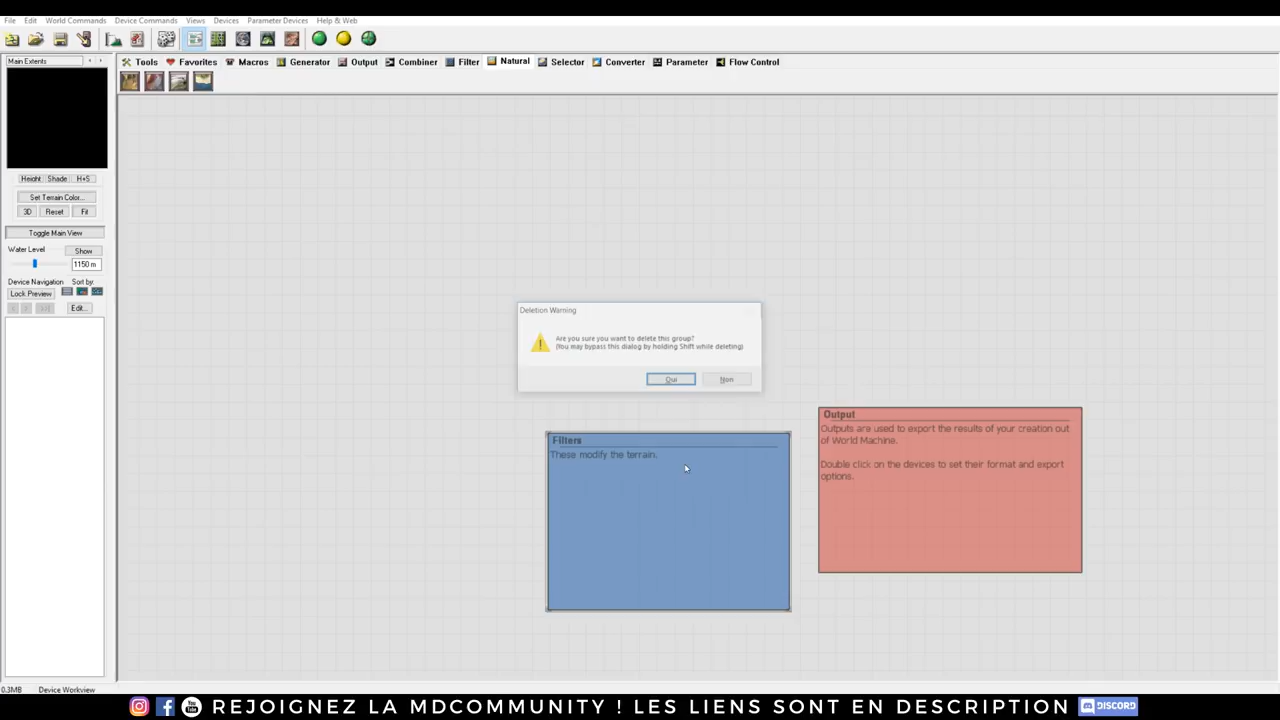 File Edit World Commands Device Commands Views Devices Parameter Devices Help & Web
Main Extents
Tools Favorites Macros Generator Output Combiner Filter Natural Selector Converter Parameter Flow Control
Height Shade H+S
Set Terrain Color...
3D Reset Fit
Toggle Main View
Water Level Show
1150 m
Device Navigation Sort by:
Lock Preview
Edit...
Deletion Warning
Are you sure you want to delete this group?
(You may bypass this dialog by holding Shift while deleting)
Oui Non
Filters
These modify the terrain.
Output
Outputs are used to export the results of your creation out
of World Machine.
Double click on the devices to set their format and export
options.
0.3MB Device Workview
REJOIGNEZ LA MDCOMMUNITY ! LES LIENS SONT EN DESCRIPTION DISCORD